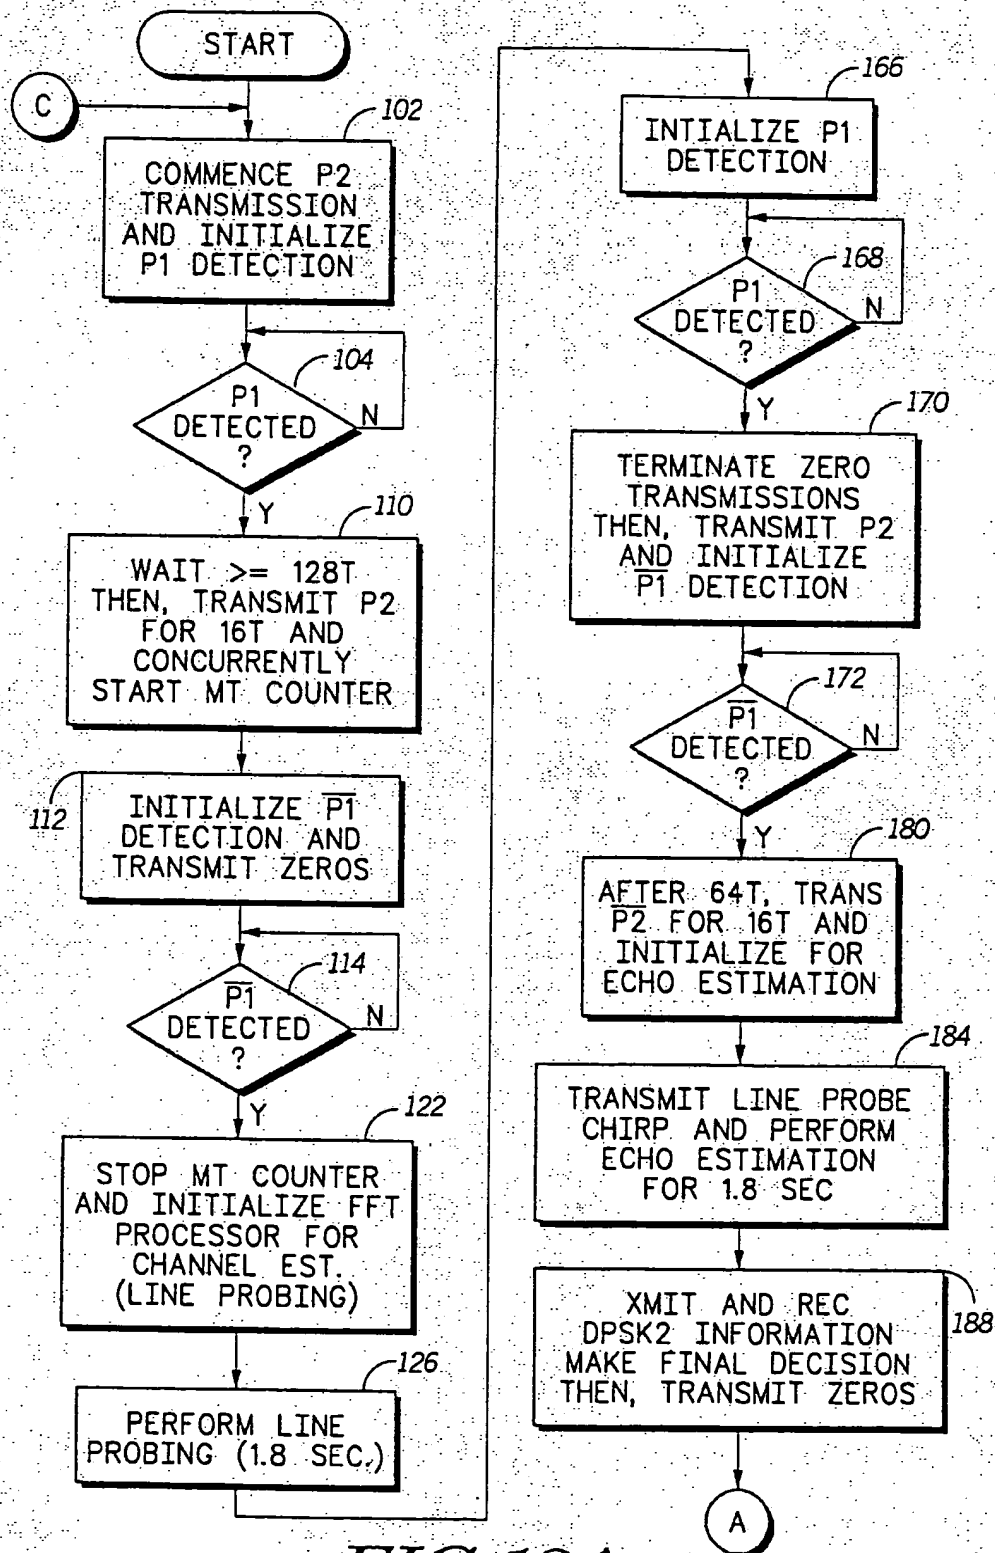 START
C
102
COMMENCE P2
TRANSMISSION
AND INITIALIZE
P1 DETECTION
104
P1
DETECTED
?
N
Y
110
WAIT >= 128T
THEN, TRANSMIT P2
FOR 16T AND
CONCURRENTLY
START MT COUNTER
112
INITIALIZE P̅1̅
DETECTION AND
TRANSMIT ZEROS
114
P̅1̅
DETECTED
?
N
Y
122
STOP MT COUNTER
AND INITIALIZE FFT
PROCESSOR FOR
CHANNEL EST.
(LINE PROBING)
126
PERFORM LINE
PROBING (1.8 SEC.)
166
INTIALIZE P1
DETECTION
168
P1
DETECTED
?
N
Y
170
TERMINATE ZERO
TRANSMISSIONS
THEN, TRANSMIT P2
AND INITIALIZE
P̅1̅ DETECTION
172
P̅1̅
DETECTED
?
N
Y
180
AFTER 64T, TRANS
P̅2̅ FOR 16T AND
INITIALIZE FOR
ECHO ESTIMATION
184
TRANSMIT LINE PROBE
CHIRP AND PERFORM
ECHO ESTIMATION
FOR 1.8 SEC
188
XMIT AND REC
DPSK2 INFORMATION
MAKE FINAL DECISION
THEN, TRANSMIT ZEROS
A